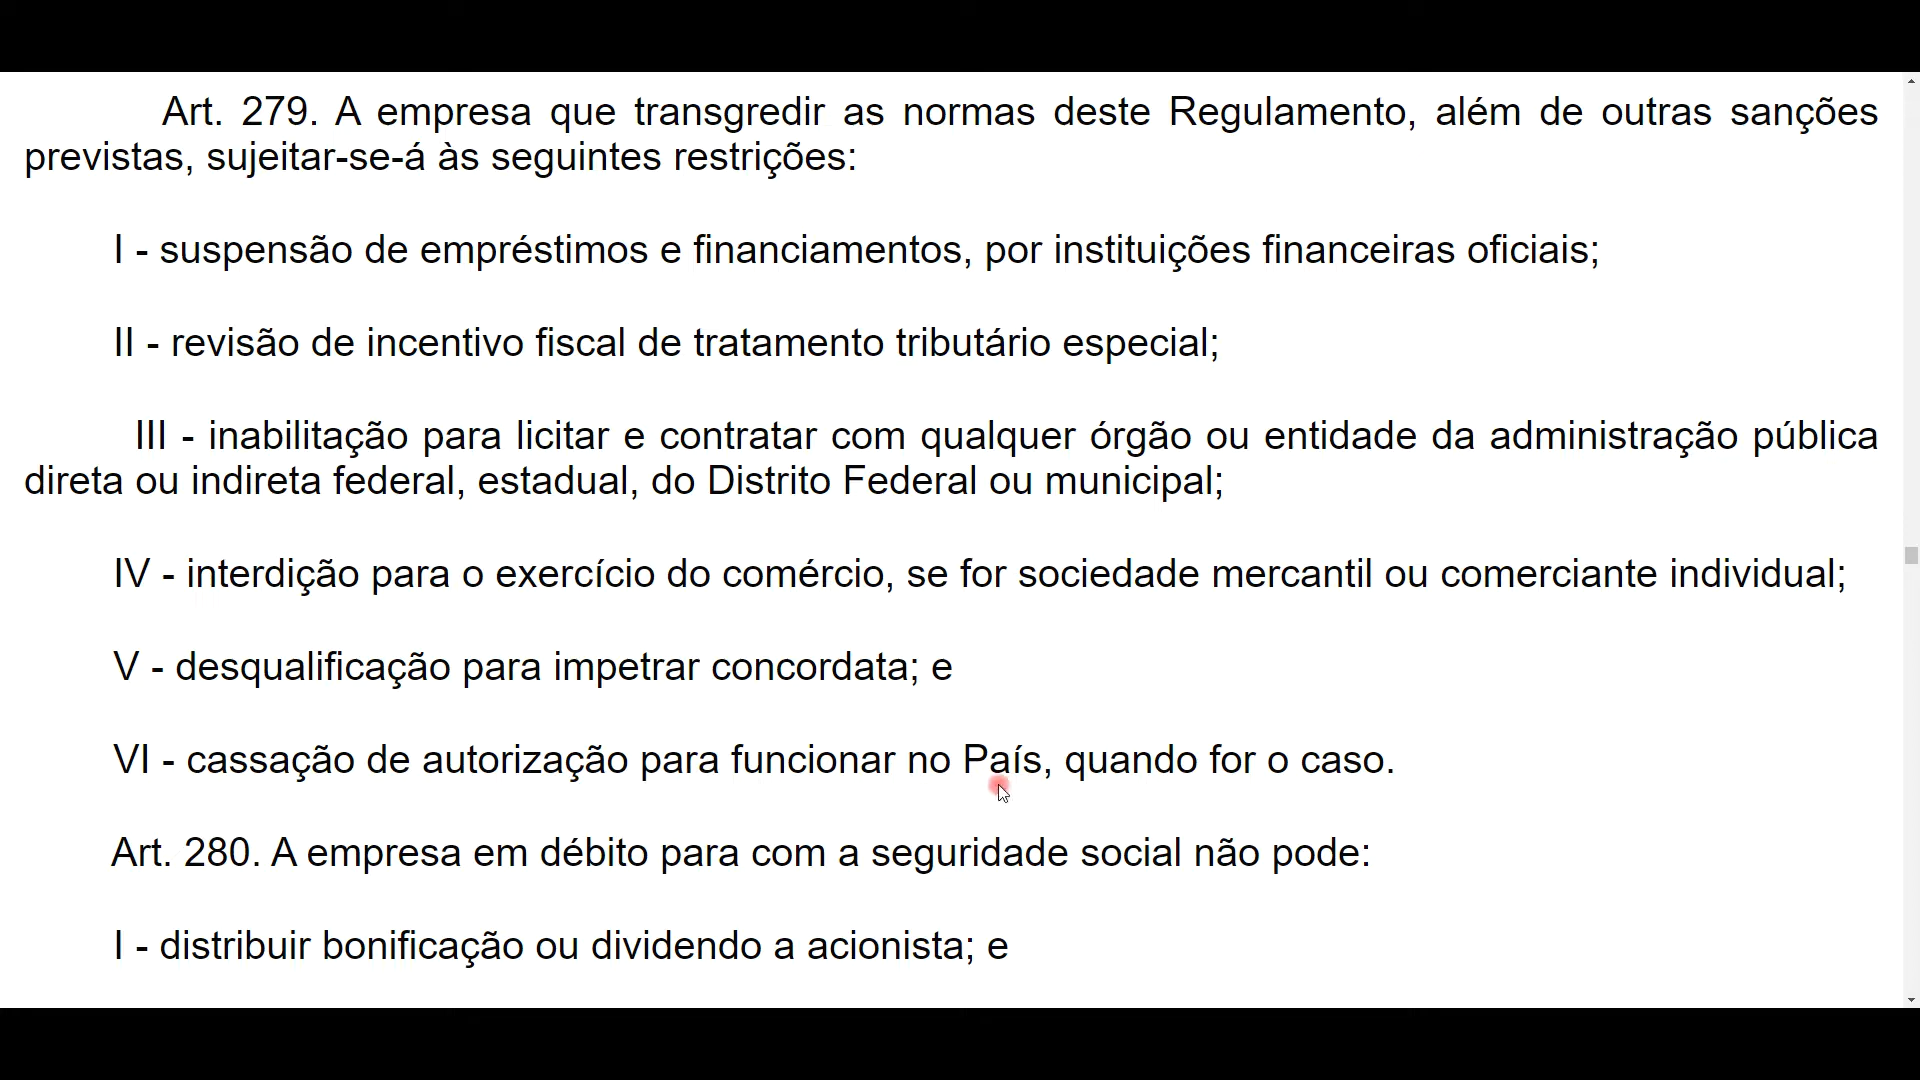 Art. 279. A empresa que transgredir as normas deste Regulamento, além de outras sanções
previstas, sujeitar-se-á às seguintes restrições:
I - suspensão de empréstimos e financiamentos, por instituições financeiras oficiais;
II - revisão de incentivo fiscal de tratamento tributário especial;
III - inabilitação para licitar e contratar com qualquer órgão ou entidade da administração pública
direta ou indireta federal, estadual, do Distrito Federal ou municipal;
IV - interdição para o exercício do comércio, se for sociedade mercantil ou comerciante individual;
V - desqualificação para impetrar concordata; e
VI - cassação de autorização para funcionar no País, quando for o caso.
Art. 280. A empresa em débito para com a seguridade social não pode:
I - distribuir bonificação ou dividendo a acionista; e